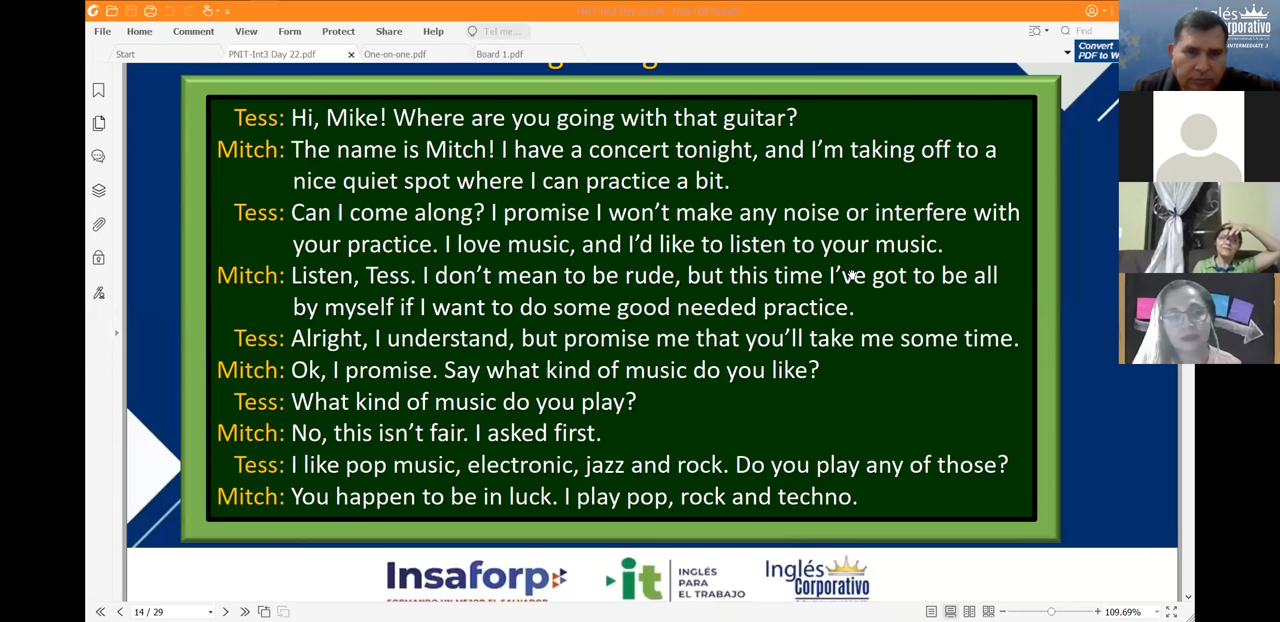 File Home Comment View Form Protect Share Help Tell me... Find
Start PNIT-Int3 Day 22.pdf One-on-one.pdf Board 1.pdf
Convert
PDF to W
Inglés
Corporativo
INTERMEDIATE 3
Tess: Hi, Mike! Where are you going with that guitar?
Mitch: The name is Mitch! I have a concert tonight, and I'm taking off to a
nice quiet spot where I can practice a bit.
Tess: Can I come along? I promise I won't make any noise or interfere with
your practice. I love music, and I'd like to listen to your music.
Mitch: Listen, Tess. I don't mean to be rude, but this time I've got to be all
by myself if I want to do some good needed practice.
Tess: Alright, I understand, but promise me that you'll take me some time.
Mitch: Ok, I promise. Say what kind of music do you like?
Tess: What kind of music do you play?
Mitch: No, this isn't fair. I asked first.
Tess: I like pop music, electronic, jazz and rock. Do you play any of those?
Mitch: You happen to be in luck. I play pop, rock and techno.
Insaforp
it
INGLÉS
PARA
EL TRABAJO
Inglés
Corporativo
14 / 29
109.69%